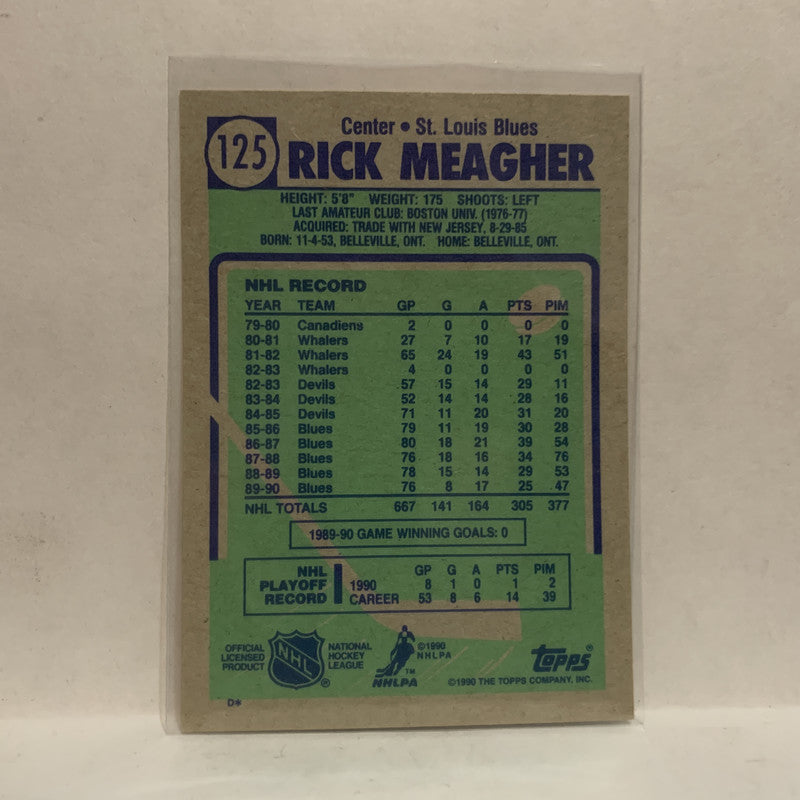 125
Center • St. Louis Blues
RICK MEAGHER
HEIGHT: 5'8" WEIGHT: 175 SHOOTS: LEFT
LAST AMATEUR CLUB: BOSTON UNIV. (1976-77)
ACQUIRED: TRADE WITH NEW JERSEY, 8-29-85
BORN: 11-4-53, BELLEVILLE, ONT. HOME: BELLEVILLE, ONT.
NHL RECORD
YEAR TEAM GP G A PTS PIM
79-80 Canadiens 2 0 0 0 0
80-81 Whalers 27 7 10 17 19
81-82 Whalers 65 24 19 43 51
82-83 Whalers 4 0 0 0 0
82-83 Devils 57 15 14 29 11
83-84 Devils 52 14 14 28 16
84-85 Devils 71 11 20 31 20
85-86 Blues 79 11 19 30 28
86-87 Blues 80 18 21 39 54
87-88 Blues 76 18 16 34 76
88-89 Blues 78 15 14 29 53
89-90 Blues 76 8 17 25 47
NHL TOTALS 667 141 164 305 377
1989-90 GAME WINNING GOALS: 0
NHL PLAYOFF RECORD
GP G A PTS PIM
1990 8 1 0 1 2
CAREER 53 8 6 14 39
OFFICIAL LICENSED PRODUCT
NHL
®
NATIONAL HOCKEY LEAGUE
©1990 NHLPA
™
NHLPA
TOPPS®
©1990 THE TOPPS COMPANY, INC.
D*